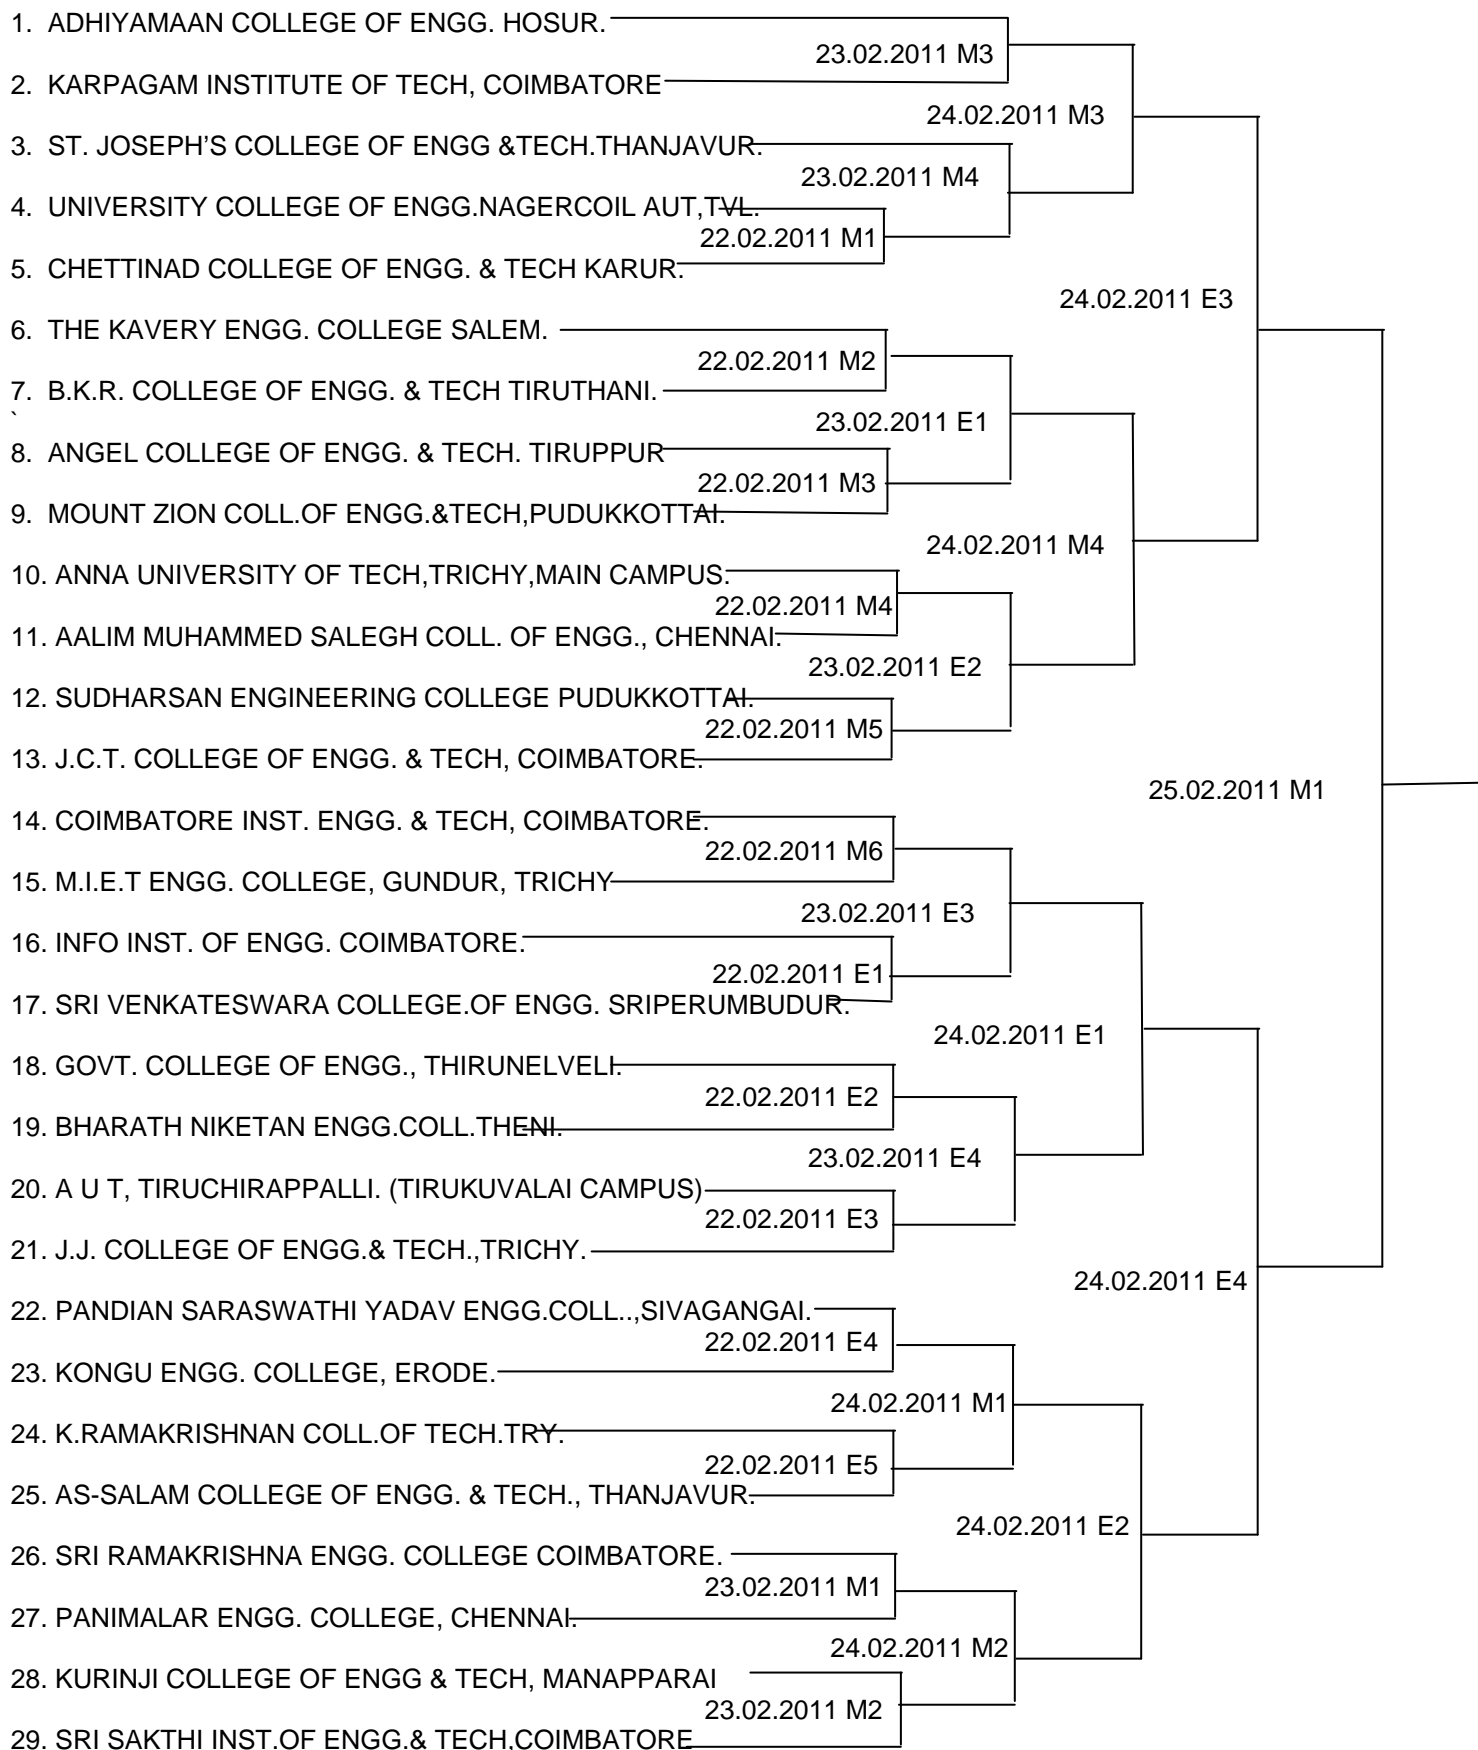 1. ADHIYAMAAN COLLEGE OF ENGG. HOSUR.
23.02.2011 M3
2. KARPAGAM INSTITUTE OF TECH, COIMBATORE
24.02.2011 M3
3. ST. JOSEPH'S COLLEGE OF ENGG &TECH.THANJAVUR.
23.02.2011 M4
4. UNIVERSITY COLLEGE OF ENGG.NAGERCOIL AUT,TVL.
22.02.2011 M1
5. CHETTINAD COLLEGE OF ENGG. & TECH KARUR.
24.02.2011 E3
6. THE KAVERY ENGG. COLLEGE SALEM.
22.02.2011 M2
7. B.K.R. COLLEGE OF ENGG. & TECH TIRUTHANI.
`
23.02.2011 E1
8. ANGEL COLLEGE OF ENGG. & TECH. TIRUPPUR
22.02.2011 M3
9. MOUNT ZION COLL.OF ENGG.&TECH,PUDUKKOTTAI.
24.02.2011 M4
10. ANNA UNIVERSITY OF TECH,TRICHY,MAIN CAMPUS.
22.02.2011 M4
11. AALIM MUHAMMED SALEGH COLL. OF ENGG., CHENNAI.
23.02.2011 E2
12. SUDHARSAN ENGINEERING COLLEGE PUDUKKOTTAI.
22.02.2011 M5
13. J.C.T. COLLEGE OF ENGG. & TECH, COIMBATORE.
25.02.2011 M1
14. COIMBATORE INST. ENGG. & TECH, COIMBATORE.
22.02.2011 M6
15. M.I.E.T ENGG. COLLEGE, GUNDUR, TRICHY
23.02.2011 E3
16. INFO INST. OF ENGG. COIMBATORE.
22.02.2011 E1
17. SRI VENKATESWARA COLLEGE.OF ENGG. SRIPERUMBUDUR.
24.02.2011 E1
18. GOVT. COLLEGE OF ENGG., THIRUNELVELI.
22.02.2011 E2
19. BHARATH NIKETAN ENGG.COLL.THENI.
23.02.2011 E4
20. A U T, TIRUCHIRAPPALLI. (TIRUKUVALAI CAMPUS)
22.02.2011 E3
21. J.J. COLLEGE OF ENGG.& TECH.,TRICHY.
24.02.2011 E4
22. PANDIAN SARASWATHI YADAV ENGG.COLL..,SIVAGANGAI.
22.02.2011 E4
23. KONGU ENGG. COLLEGE, ERODE.
24.02.2011 M1
24. K.RAMAKRISHNAN COLL.OF TECH.TRY.
22.02.2011 E5
25. AS-SALAM COLLEGE OF ENGG. & TECH., THANJAVUR.
24.02.2011 E2
26. SRI RAMAKRISHNA ENGG. COLLEGE COIMBATORE.
23.02.2011 M1
27. PANIMALAR ENGG. COLLEGE, CHENNAI.
24.02.2011 M2
28. KURINJI COLLEGE OF ENGG & TECH, MANAPPARAI
23.02.2011 M2
29. SRI SAKTHI INST.OF ENGG.& TECH,COIMBATORE